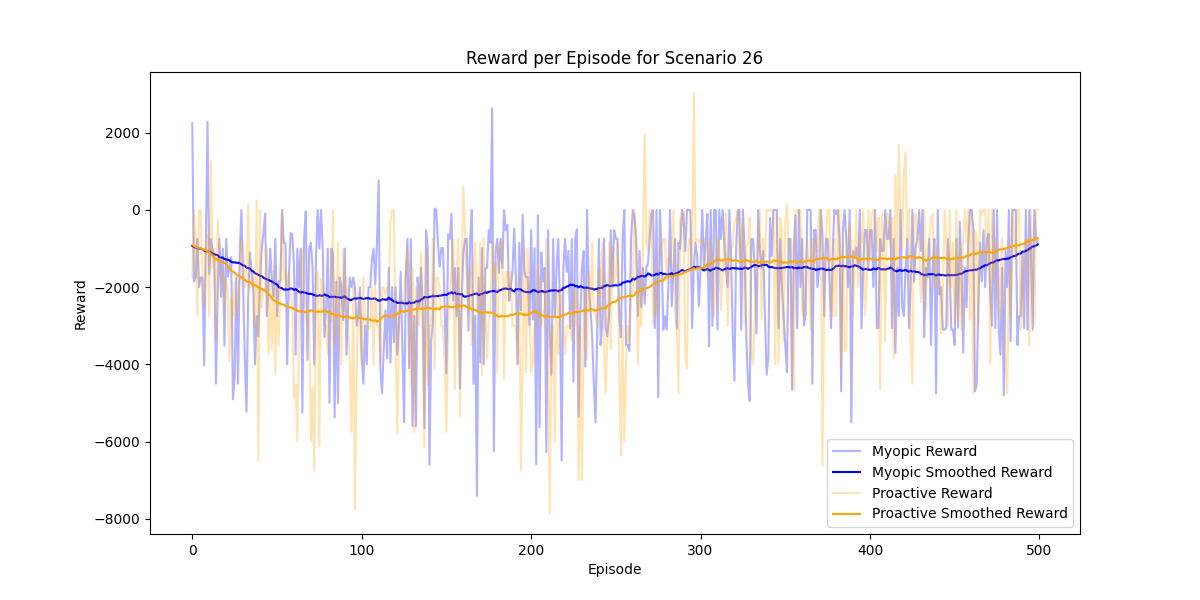 Reward per Episode for Scenario 26
Reward
2000
0
−2000
−4000
−6000
−8000
0 100 200 300 400 500
Episode
Myopic Reward
Myopic Smoothed Reward
Proactive Reward
Proactive Smoothed Reward